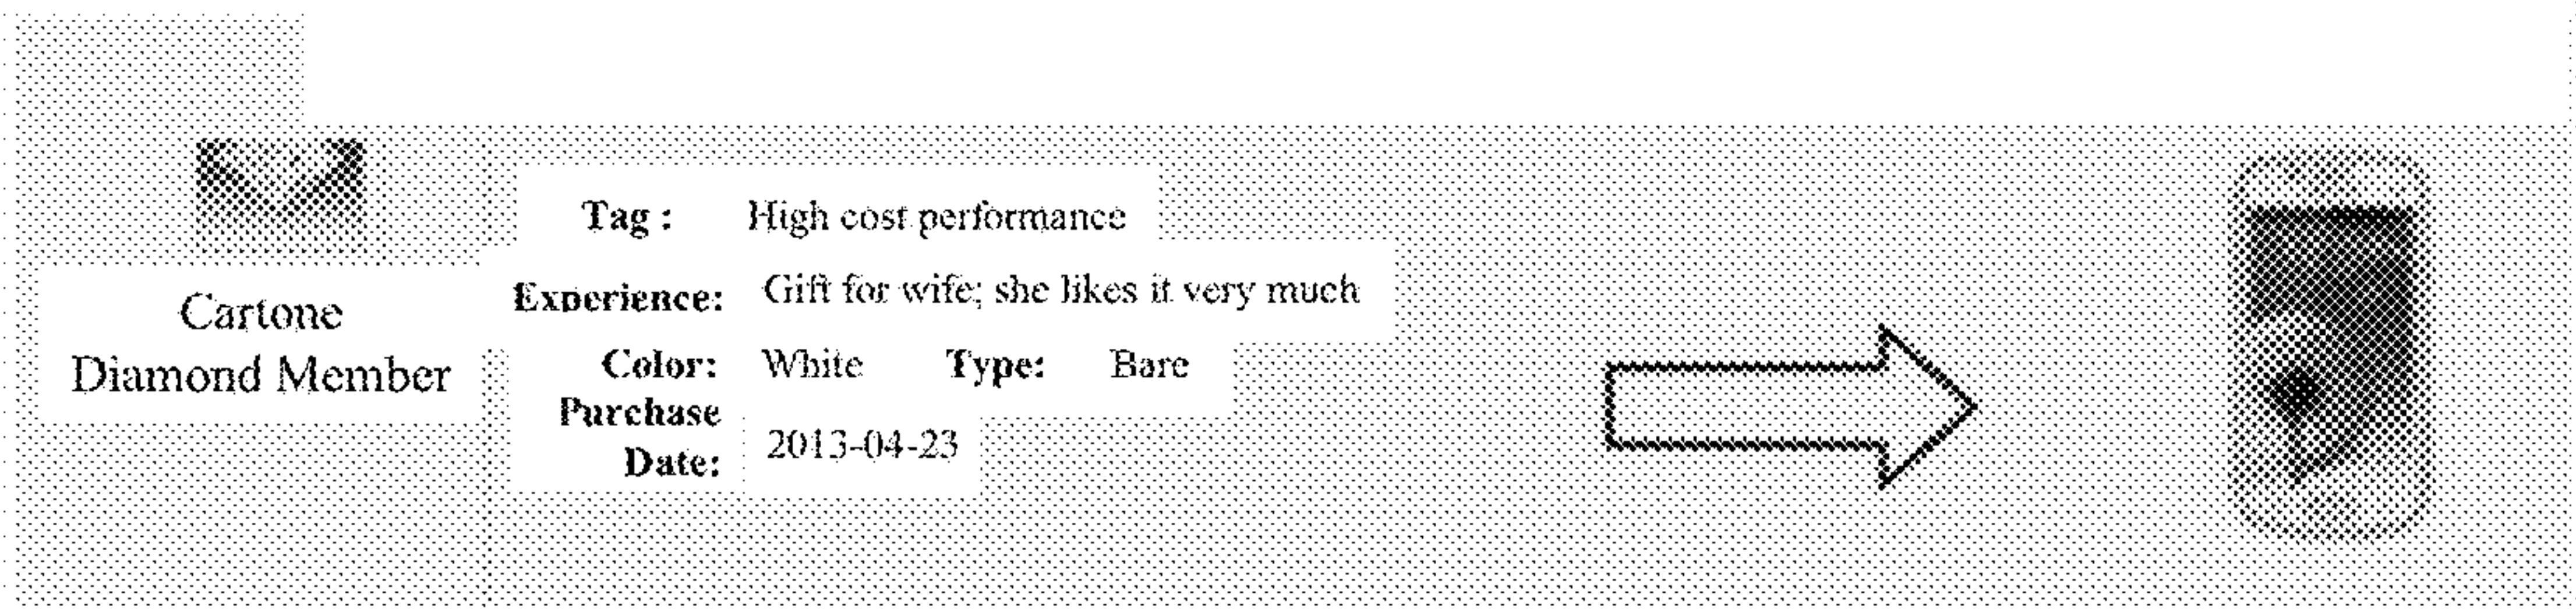 Cartone
Diamond Member
Tag : High cost performance
Experience: Gift for wife; she likes it very much
Color: White Type: Bare
Purchase
Date: 2013-04-23